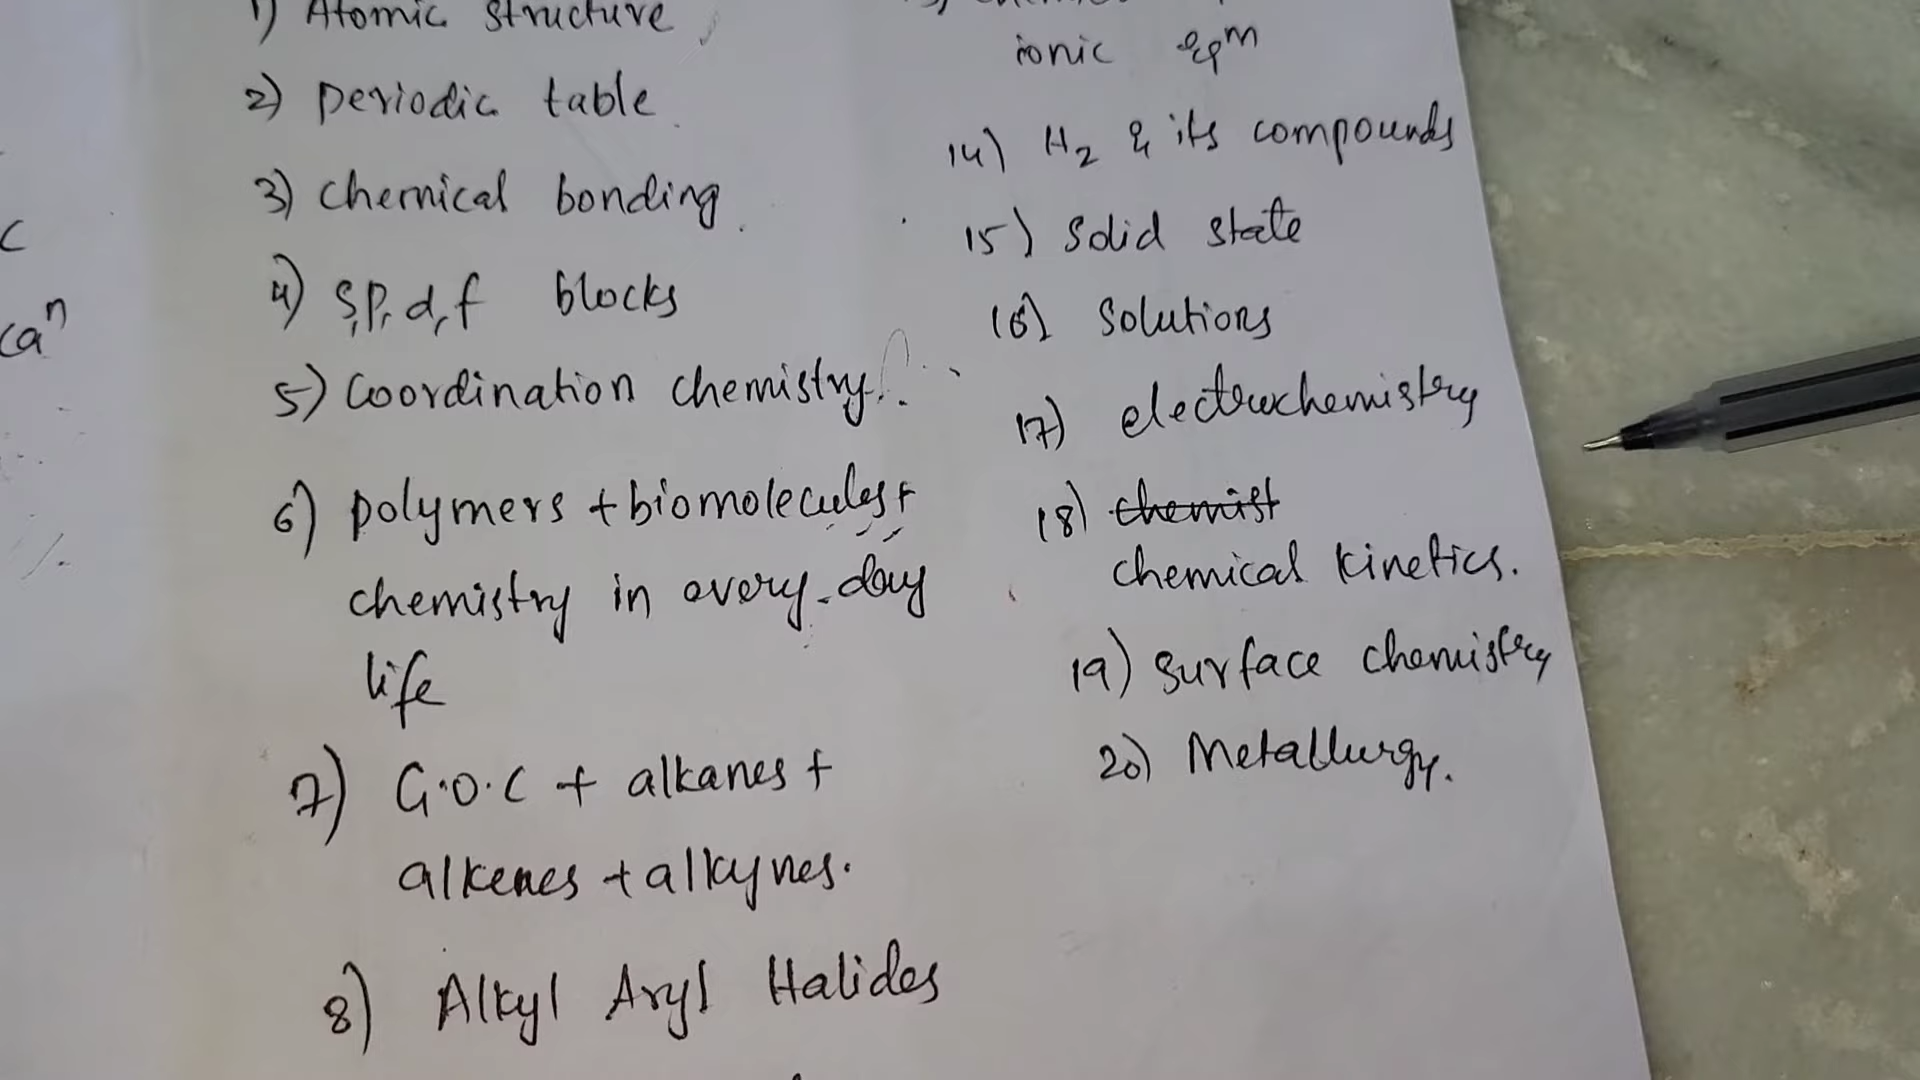 1) Atomic structure
2) periodic table
3) chemical bonding
4) s,p,d,f blocks
5) Coordination chemistry
6) polymers + biomolecules +
chemistry in every-day
life
7) G.O.C + alkanes +
alkenes + alkynes.
8) Alkyl Aryl Halides
ionic eqm
14) H2 & its compounds
15) Solid state
16) Solutions
17) electrochemistry
18) chemist
chemical kinetics.
19) Surface chemistry
20) Metallurgy.